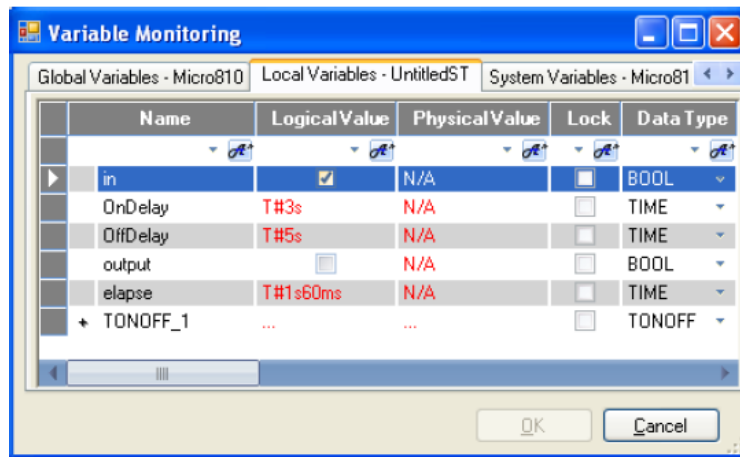 Variable Monitoring
Global Variables - Micro810 Local Variables - UntitledST System Variables - Micro81
Name Logical Value Physical Value Lock Data Type
in N/A BOOL
OnDelay T#3s N/A TIME
OffDelay T#5s N/A TIME
output N/A BOOL
elapse T#1s60ms N/A TIME
+ TONOFF_1 ... ... TONOFF
OK Cancel